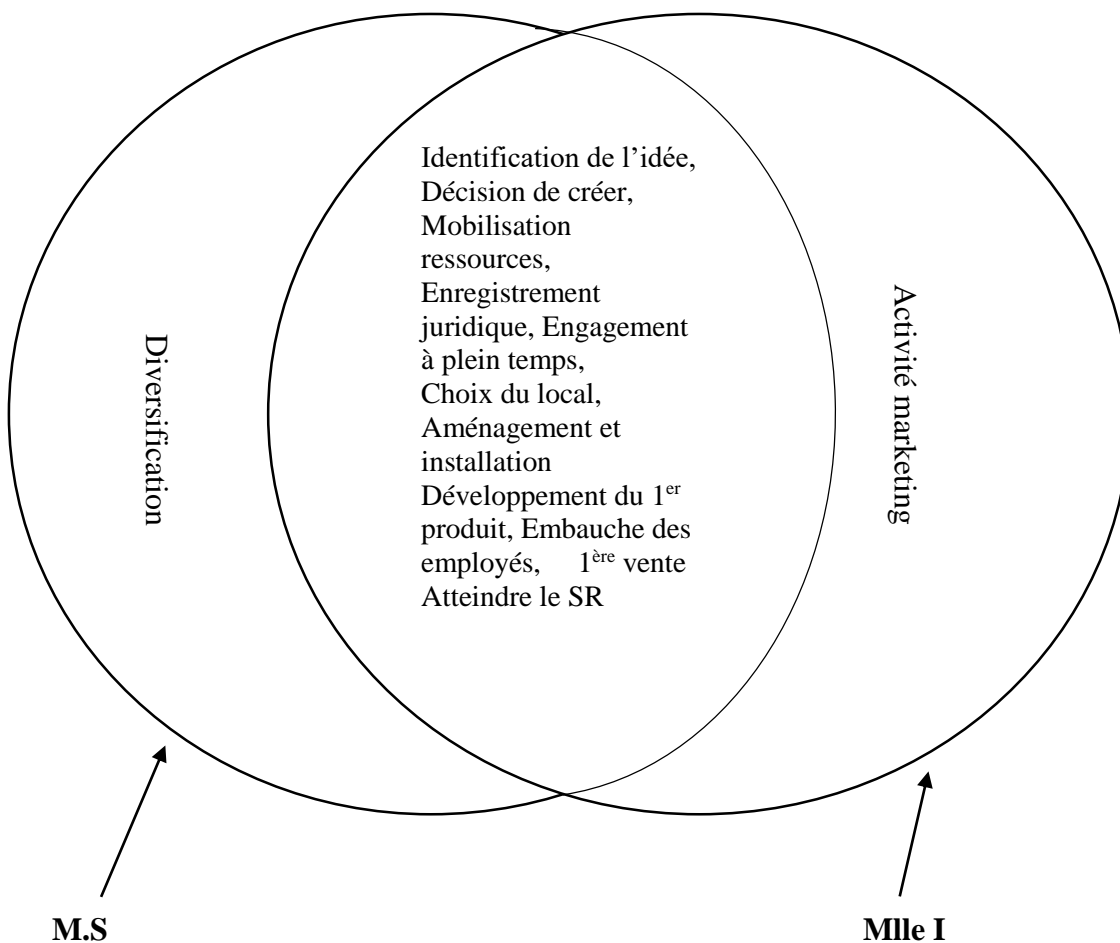 Identification de l’idée,
Décision de créer,
Mobilisation
ressources,
Enregistrement
juridique, Engagement
à plein temps,
Choix du local,
Aménagement et
installation
Développement du 1er
produit, Embauche des
employés, 1ère vente
Atteindre le SR
Diversification
Activité marketing
M.S
Mlle I